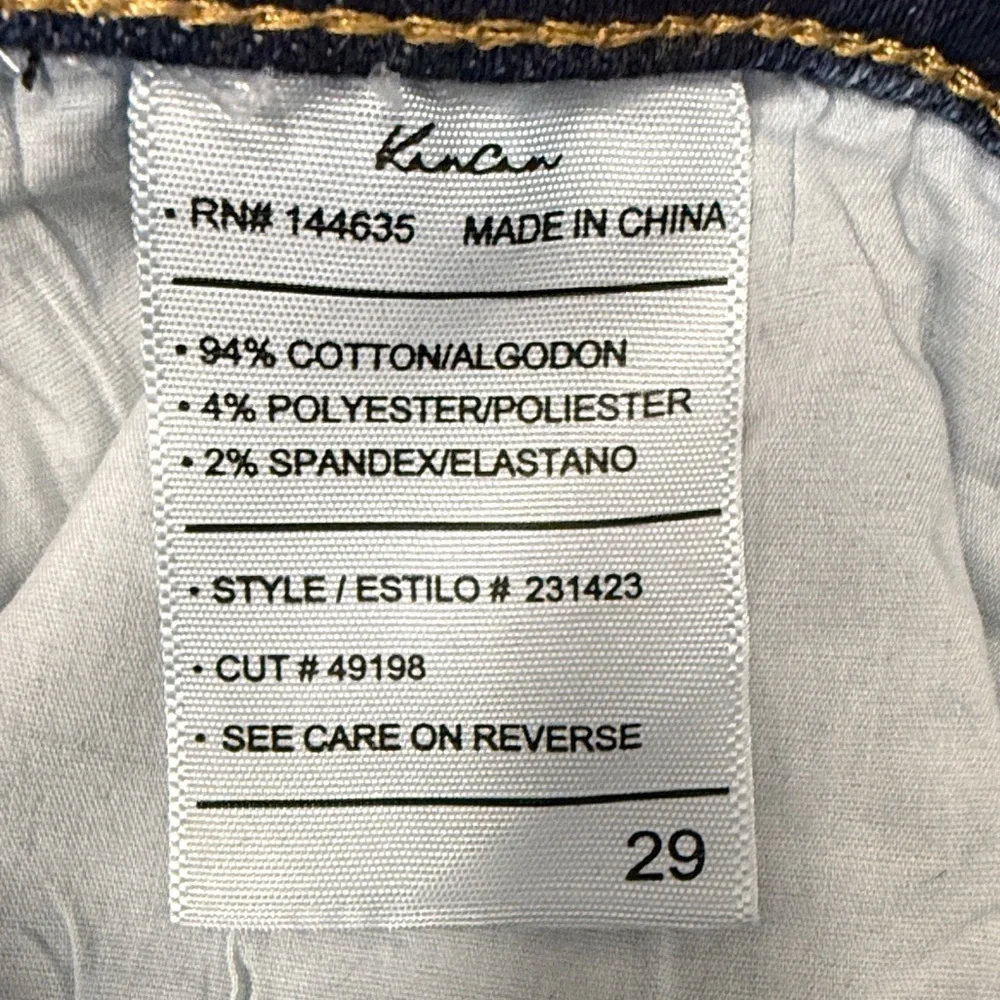 KanCan
• RN# 144635 MADE IN CHINA
• 94% COTTON/ALGODON
• 4% POLYESTER/POLIESTER
• 2% SPANDEX/ELASTANO
• STYLE / ESTILO # 231423
• CUT # 49198
• SEE CARE ON REVERSE
29